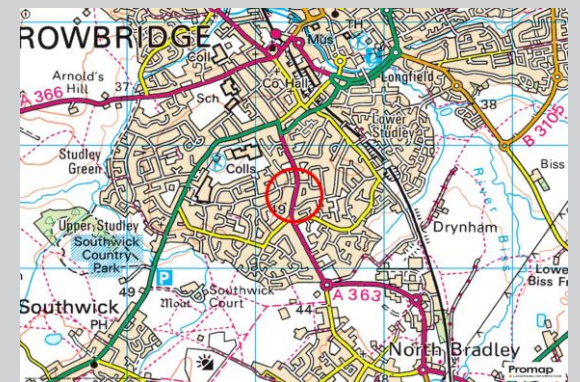 ROWBRIDGE
TH
Mus
Coll
Arnold's
Hill
37
Co Hall
Longfield
A 366
Sch
38
Lower
Studley
B 3105
Studley
Green
Colls
Biss
River Biss
Upper Studley
Southwick
Country
Park
Drynham
P
49
Moat
Southwick
Court
Lowe
Biss F
Southwick
PH
44
A 363
North Bradley
Promap